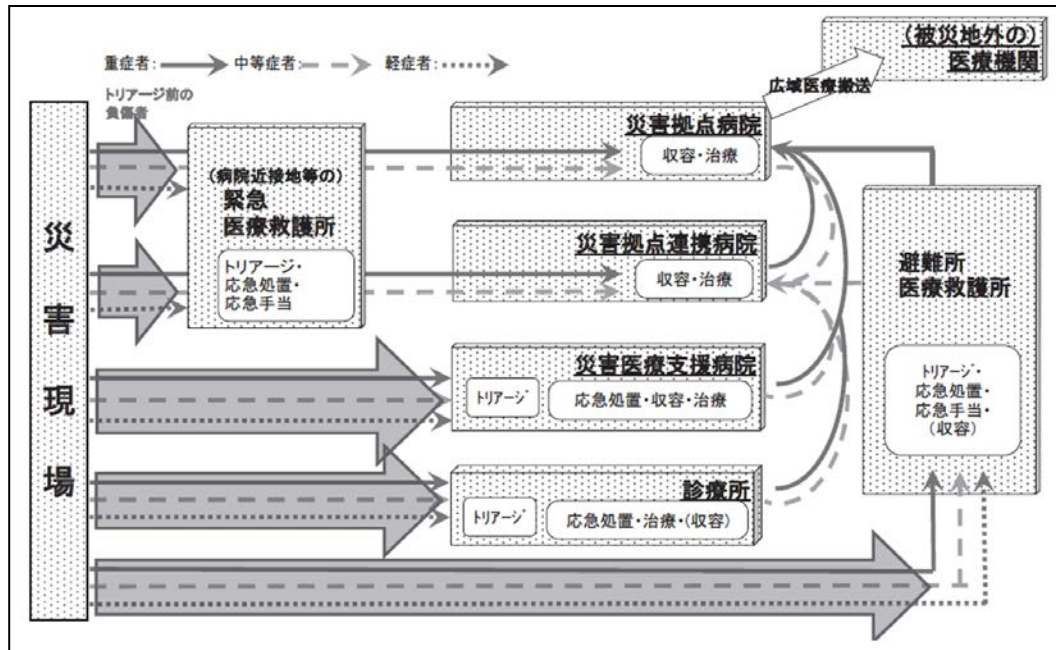 重症者:
中等症者:
軽症者:
(被災地外の)
医療機関
広域医療搬送
トリアージ前の
負傷者
災害現場
(病院近接地等の)
緊急
医療救護所
トリアージ・
応急処置・
応急手当
災害拠点病院
収容・治療
災害拠点連携病院
収容・治療
災害医療支援病院
トリアージ
応急処置・収容・治療
診療所
トリアージ
応急処置・治療・(収容)
避難所
医療救護所
トリアージ・
応急処置・
応急手当・
(収容)